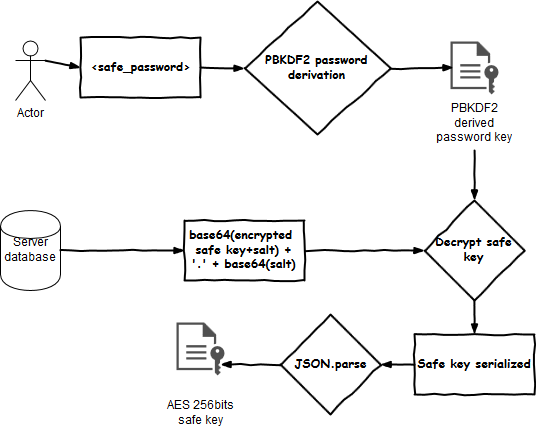 <safe_password>
PBKDF2 password
derivation
Actor
PBKDF2
derived
password key
Server
database
base64(encrypted
safe key+salt) +
'.' + base64(salt)
Decrypt safe
key
Safe key serialized
JSON.parse
AES 256bits
safe key